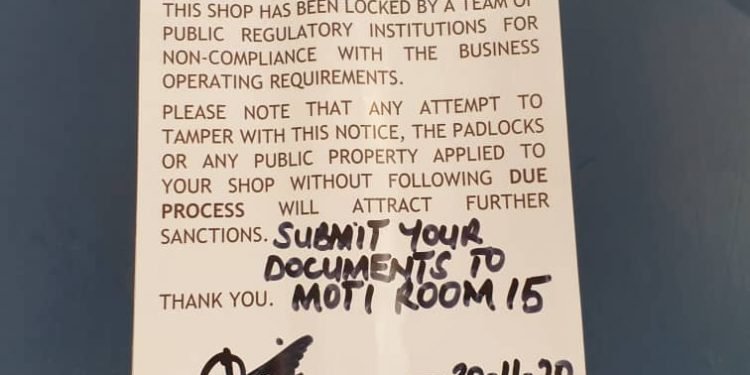 THIS SHOP HAS BEEN LOCKED BY A TEAM OF
PUBLIC REGULATORY INSTITUTIONS FOR
NON-COMPLIANCE WITH THE BUSINESS
OPERATING REQUIREMENTS.
PLEASE NOTE THAT ANY ATTEMPT TO
TAMPER WITH THIS NOTICE, THE PADLOCKS
OR ANY PUBLIC PROPERTY APPLIED TO
YOUR SHOP WITHOUT FOLLOWING DUE
PROCESS WILL ATTRACT FURTHER
SANCTIONS. SUBMIT YOUR
DOCUMENTS TO
THANK YOU. MOTI ROOM 15